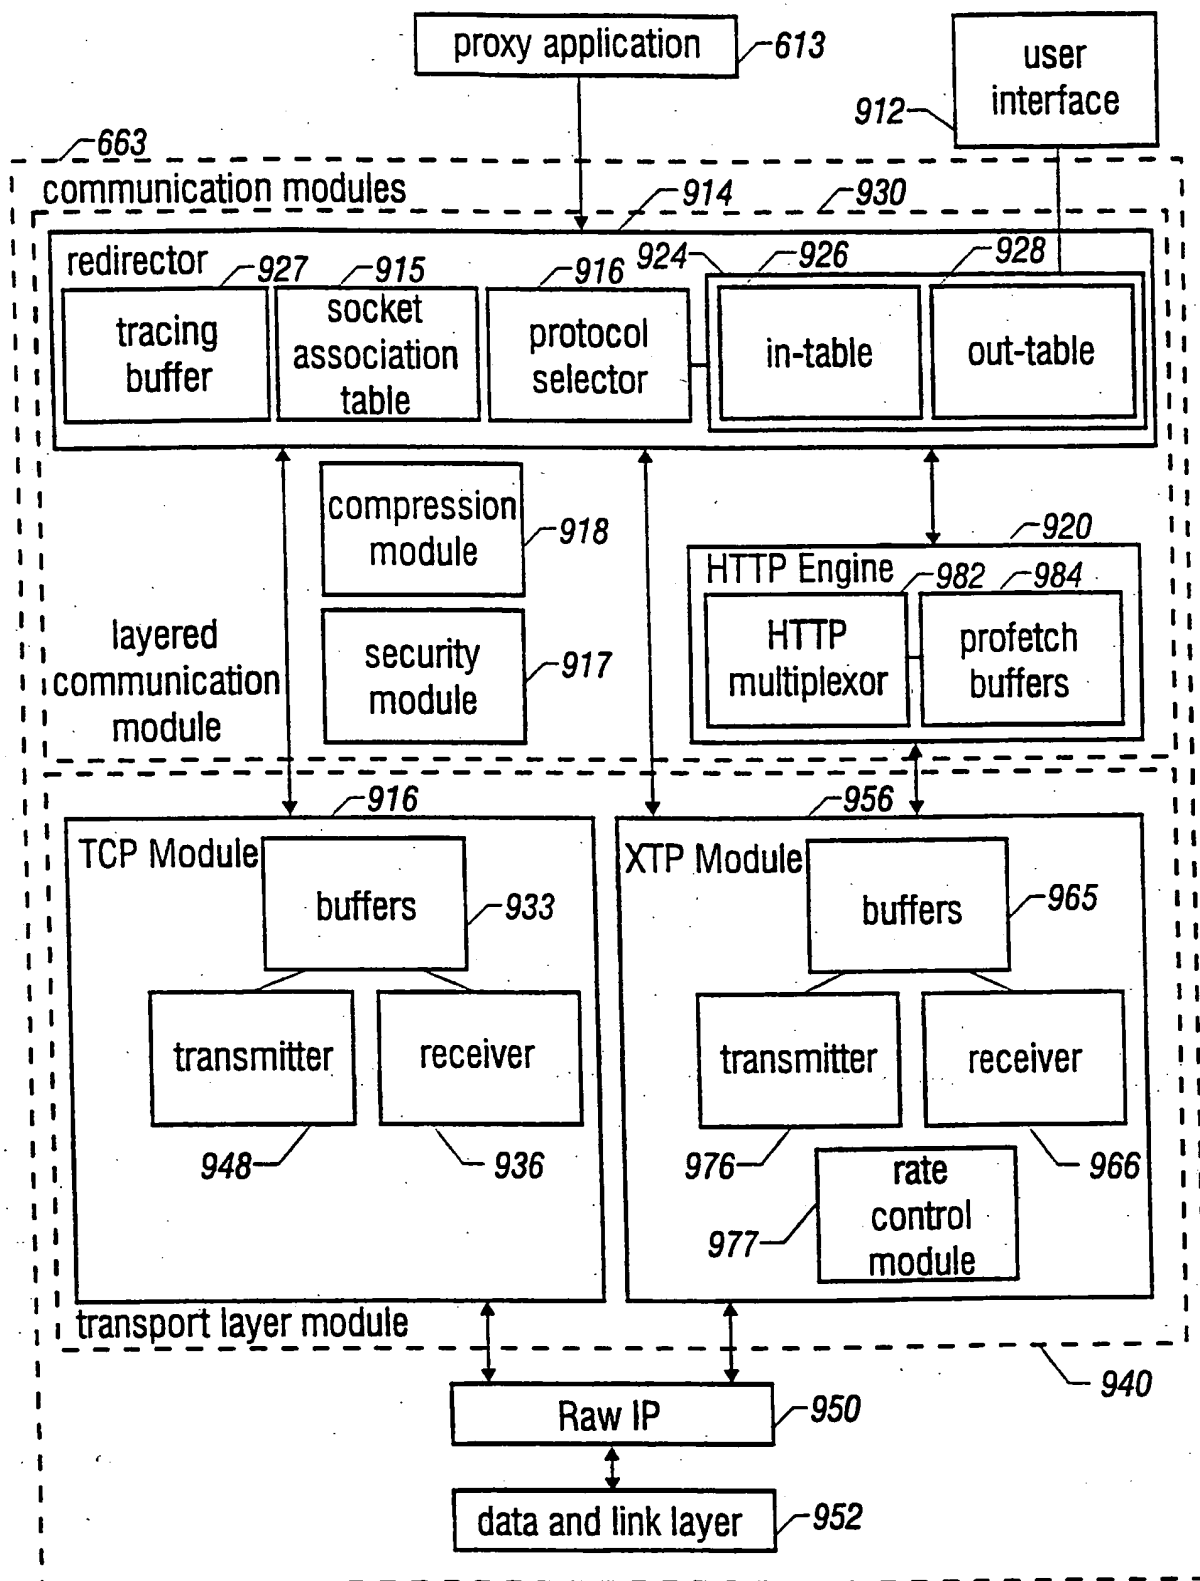 proxy application
613
user
interface
912
663
communication modules
914
930
redirector
927
915
916
924
926
928
tracing
buffer
socket
association
table
protocol
selector
in-table
out-table
compression
module
918
920
HTTP Engine
982
984
HTTP
multiplexor
profetch
buffers
security
module
917
layered
communication
module
916
956
TCP Module
buffers
933
XTP Module
buffers
965
transmitter
receiver
transmitter
receiver
948
936
976
966
rate
control
module
977
transport layer module
940
Raw IP
950
data and link layer
952